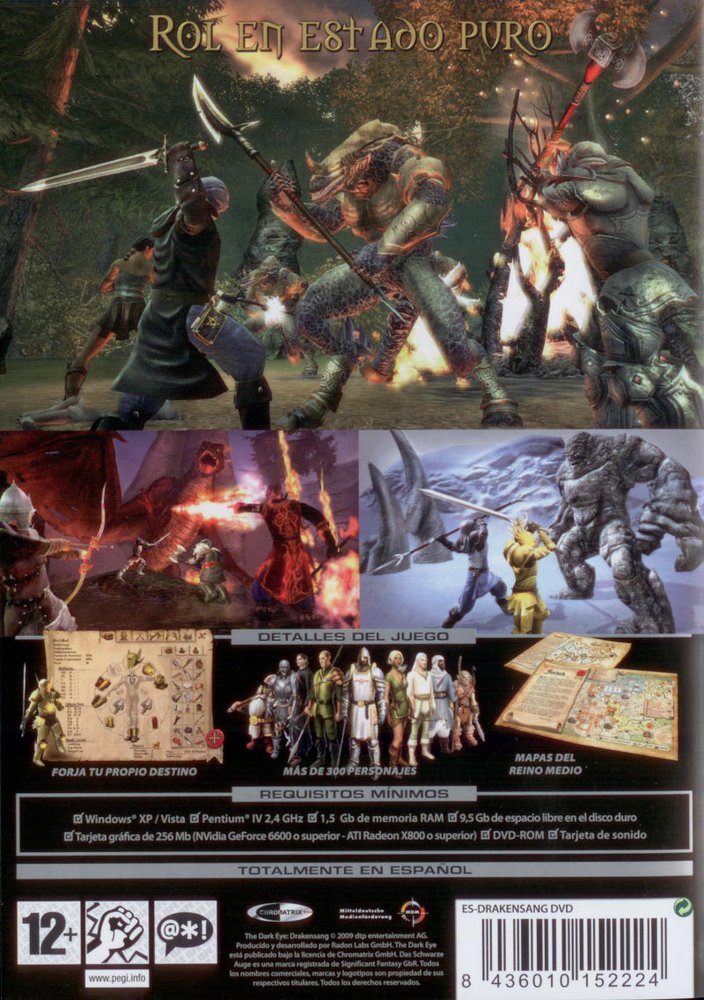 ROL EN ESTADO PURO
DETALLES DEL JUEGO
FORJA TU PROPIO DESTINO
MÁS DE 300 PERSONAJES
MAPAS DEL
REINO MEDIO
REQUISITOS MÍNIMOS
Windows® XP / Vista Pentium® IV 2,4 GHz 1,5 Gb de memoria RAM 9,5 Gb de espacio libre en el disco duro
Tarjeta gráfica de 256 Mb (NVidia GeForce 6600 o superior - ATI Radeon X800 o superior) DVD-ROM Tarjeta de sonido
TOTALMENTE EN ESPAÑOL
12+
www.pegi.info
@*!
CHROMATRIX
Mitteldeutsche
Medienförderung
MDM
The Dark Eye: Drakensang © 2009 dtp entertainment AG.
Producido y desarrollado por Radon Labs GmbH. The Dark Eye
está publicado bajo la licencia de Chromatrix GmbH. Das Schwarze
Auge es una marca registrada de Significant Fantasy GbR. Todos
los nombres comerciales, marcas y logotipos son propiedad de sus
respectivos titulares. Todos los derechos reservados.
ES-DRAKENSANG DVD
8 436010 152224